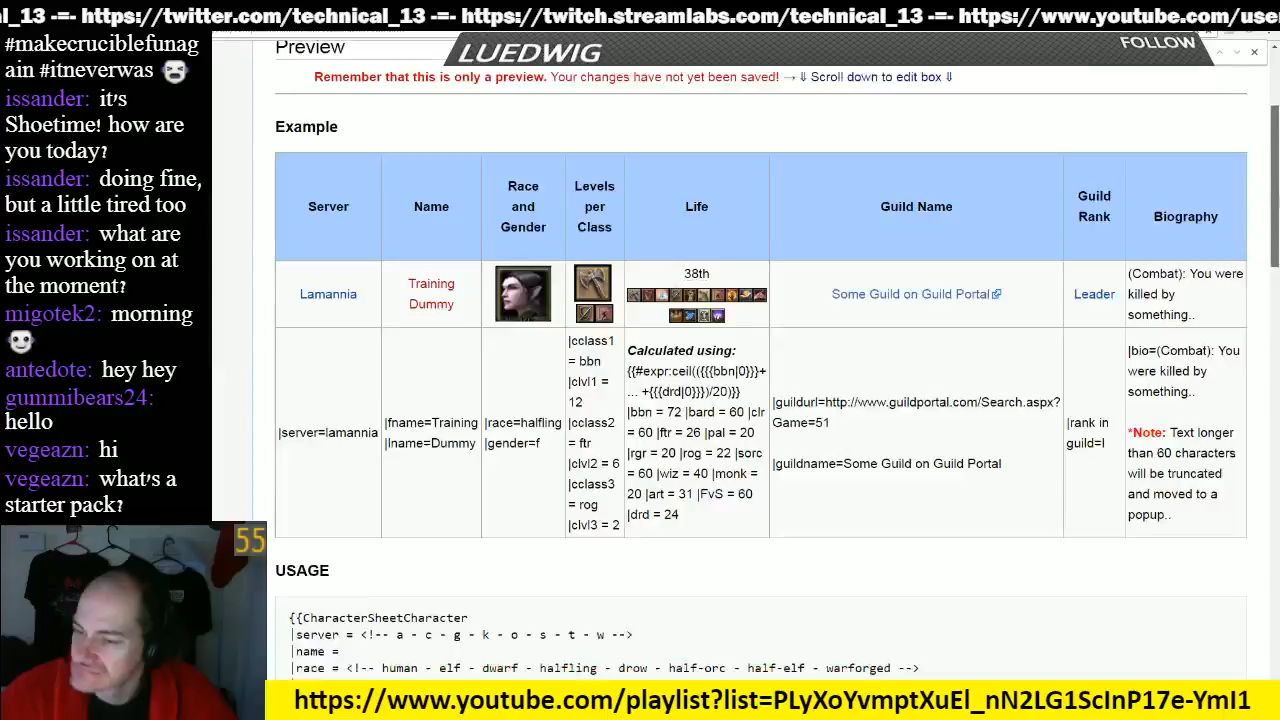 l_13 -=- https://twitter.com/technical_13 -=- https://twitch.streamlabs.com/technical_13 -=- https://www.youtube.com/use
#makecruciblefunag
ain #itneverwas
issander: it's
Shoetime! how are
you today?
issander: doing fine,
but a little tired too
issander: what are
you working on at
the moment?
migotek2: morning
antedote: hey hey
gummibears24:
hello
vegeazn: hi
vegeazn: what's a
starter pack?
55
Preview
LUEDWIG
FOLLOW
Remember that this is only a preview. Your changes have not yet been saved! → ⇓ Scroll down to edit box ⇓
Example
Server
Name
Race
and
Gender
Levels
per
Class
Life
Guild Name
Guild
Rank
Biography
Lamannia
Training
Dummy
38th
Some Guild on Guild Portal
Leader
(Combat): You were
killed by
something..
|server=lamannia
|fname=Training
|lname=Dummy
|race=halfling
|gender=f
|cclass1
= bbn
|clvl1 =
12
|cclass2
= ftr
|clvl2 = 6
|cclass3
= rog
|clvl3 = 2
Calculated using:
{{#expr:ceil(({{{bbn|0}}}+
... +{{{drd|0}}})/20)}}
|bbn = 72 |bard = 60 |clr
= 60 |ftr = 26 |pal = 20
|rgr = 20 |rog = 22 |sorc
= 60 |wiz = 40 |monk =
20 |art = 31 |FvS = 60
|drd = 24
|guildurl=http://www.guildportal.com/Search.aspx?
Game=51
|guildname=Some Guild on Guild Portal
|rank in
guild=l
|bio=(Combat): You
were killed by
something..
*Note: Text longer
than 60 characters
will be truncated
and moved to a
popup..
USAGE
{{CharacterSheetCharacter
|server = <!-- a - c - g - k - o - s - t - w -->
|name =
|race = <!-- human - elf - dwarf - halfling - drow - half-orc - half-elf - warforged -->
https://www.youtube.com/playlist?list=PLyXoYvmptXuEl_nN2LG1ScInP17e-YmI1